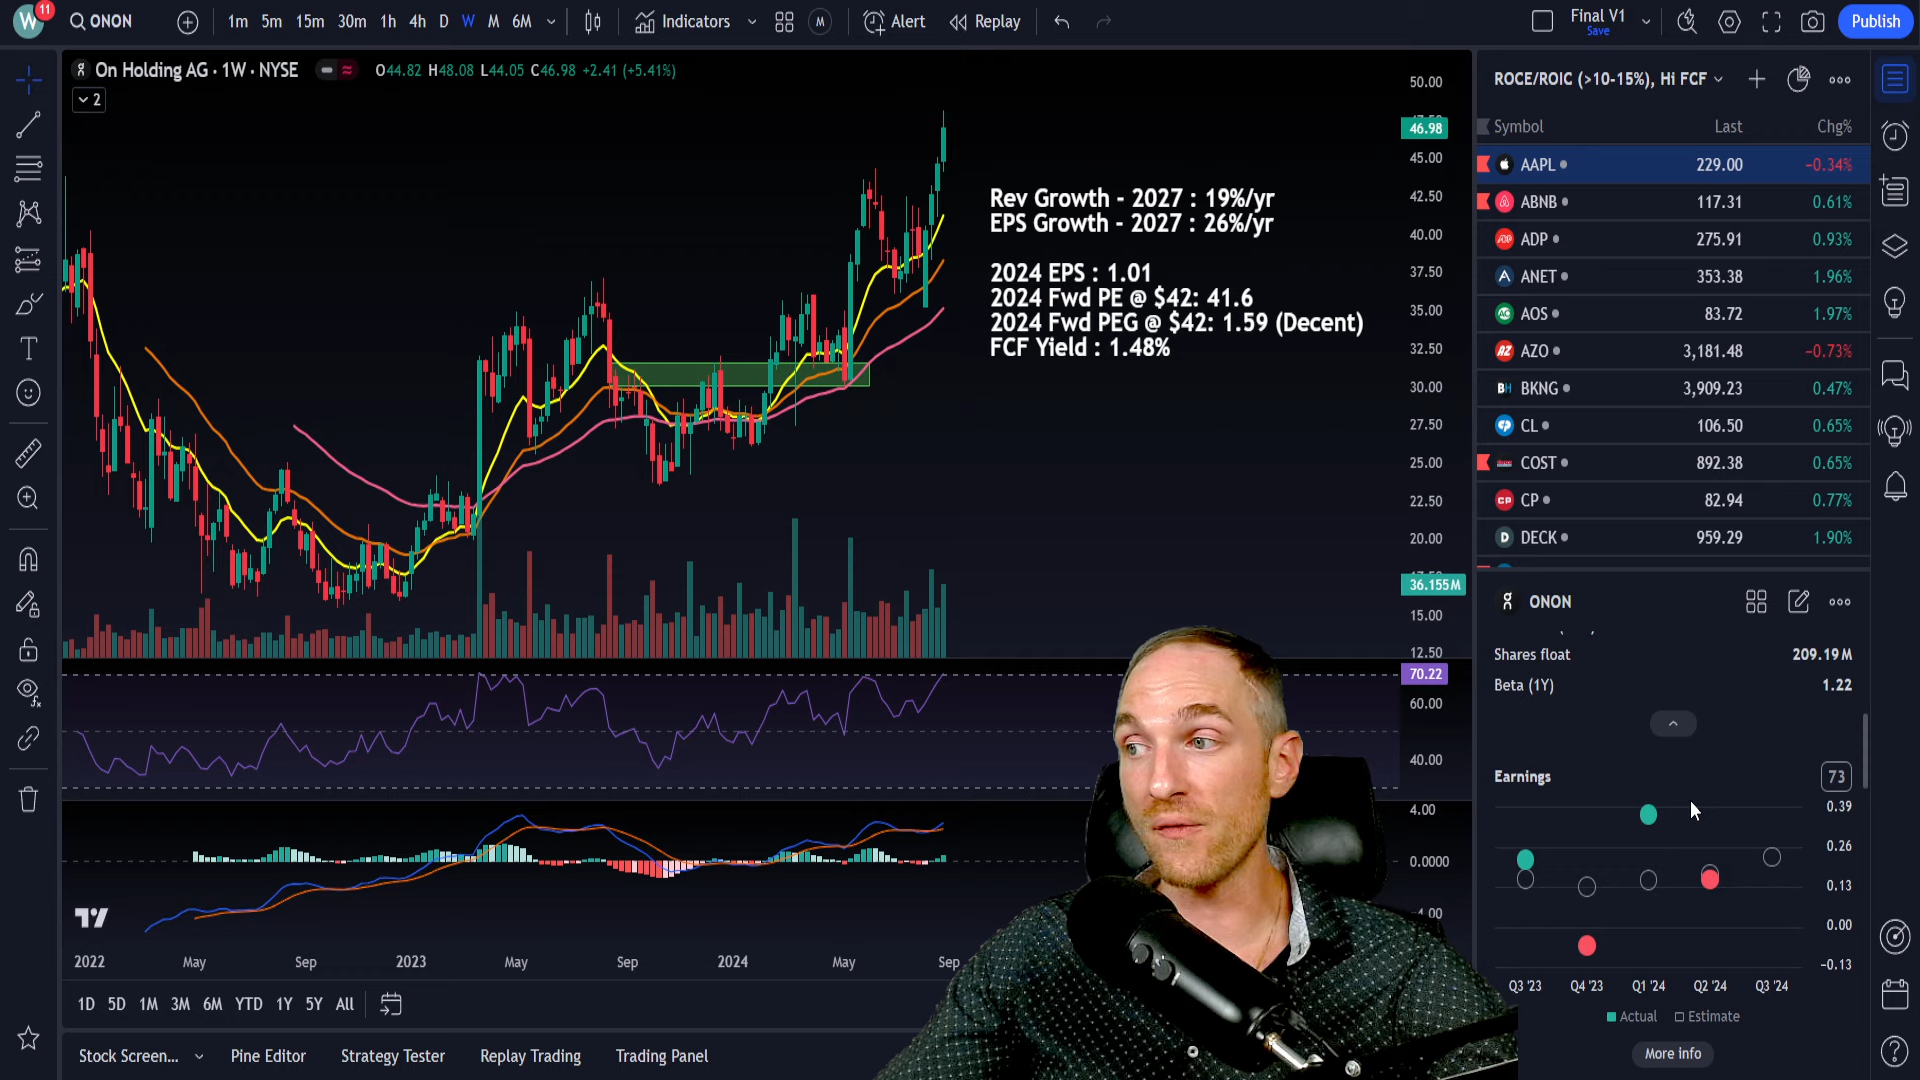 W 11 ONON 1m 5m 15m 30m 1h 4h D W M 6M Indicators M Alert Replay Final V1 Save Publish
On Holding AG · 1W · NYSE O44.82 H48.08 L44.05 C46.98 +2.41 (+5.41%)
2
50.00
46.98
45.00
42.50
40.00
37.50
35.00
32.50
30.00
27.50
25.00
22.50
20.00
36.155M
15.00
12.50
Rev Growth - 2027 : 19%/yr
EPS Growth - 2027 : 26%/yr
2024 EPS : 1.01
2024 Fwd PE @ $42: 41.6
2024 Fwd PEG @ $42: 1.59 (Decent)
FCF Yield : 1.48%
70.22
60.00
40.00
4.00
0.0000
-4.00
2022 May Sep 2023 May Sep 2024 May Sep
1D 5D 1M 3M 6M YTD 1Y 5Y All
Stock Screen... Pine Editor Strategy Tester Replay Trading Trading Panel
ROCE/ROIC (>10-15%), Hi FCF
Symbol Last Chg%
AAPL 229.00 −0.34%
ABNB 117.31 0.61%
ADP 275.91 0.93%
ANET 353.38 1.96%
AOS 83.72 1.97%
AZ AZO 3,181.48 −0.73%
BH BKNG 3,909.23 0.47%
CL 106.50 0.65%
COST 892.38 0.65%
CP CP 82.94 0.77%
D DECK 959.29 1.90%
ONON
Shares float 209.19M
Beta (1Y) 1.22
Earnings 73
0.39
0.26
0.13
0.00
−0.13
Q3 '23 Q4 '23 Q1 '24 Q2 '24 Q3 '24
Actual Estimate
More info